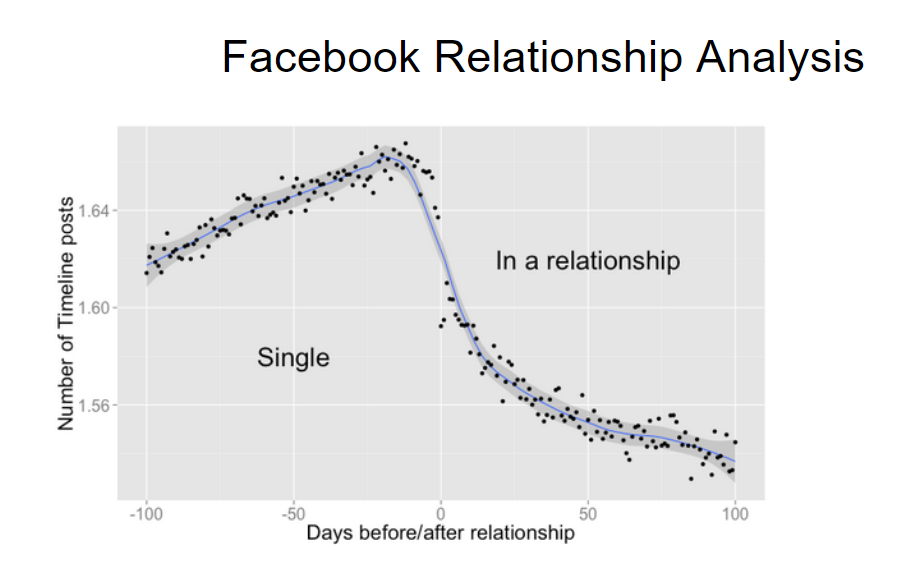 Facebook Relationship Analysis
Number of Timeline posts
1.64
1.60
1.56
In a relationship
Single
-100 -50 0 50 100
Days before/after relationship